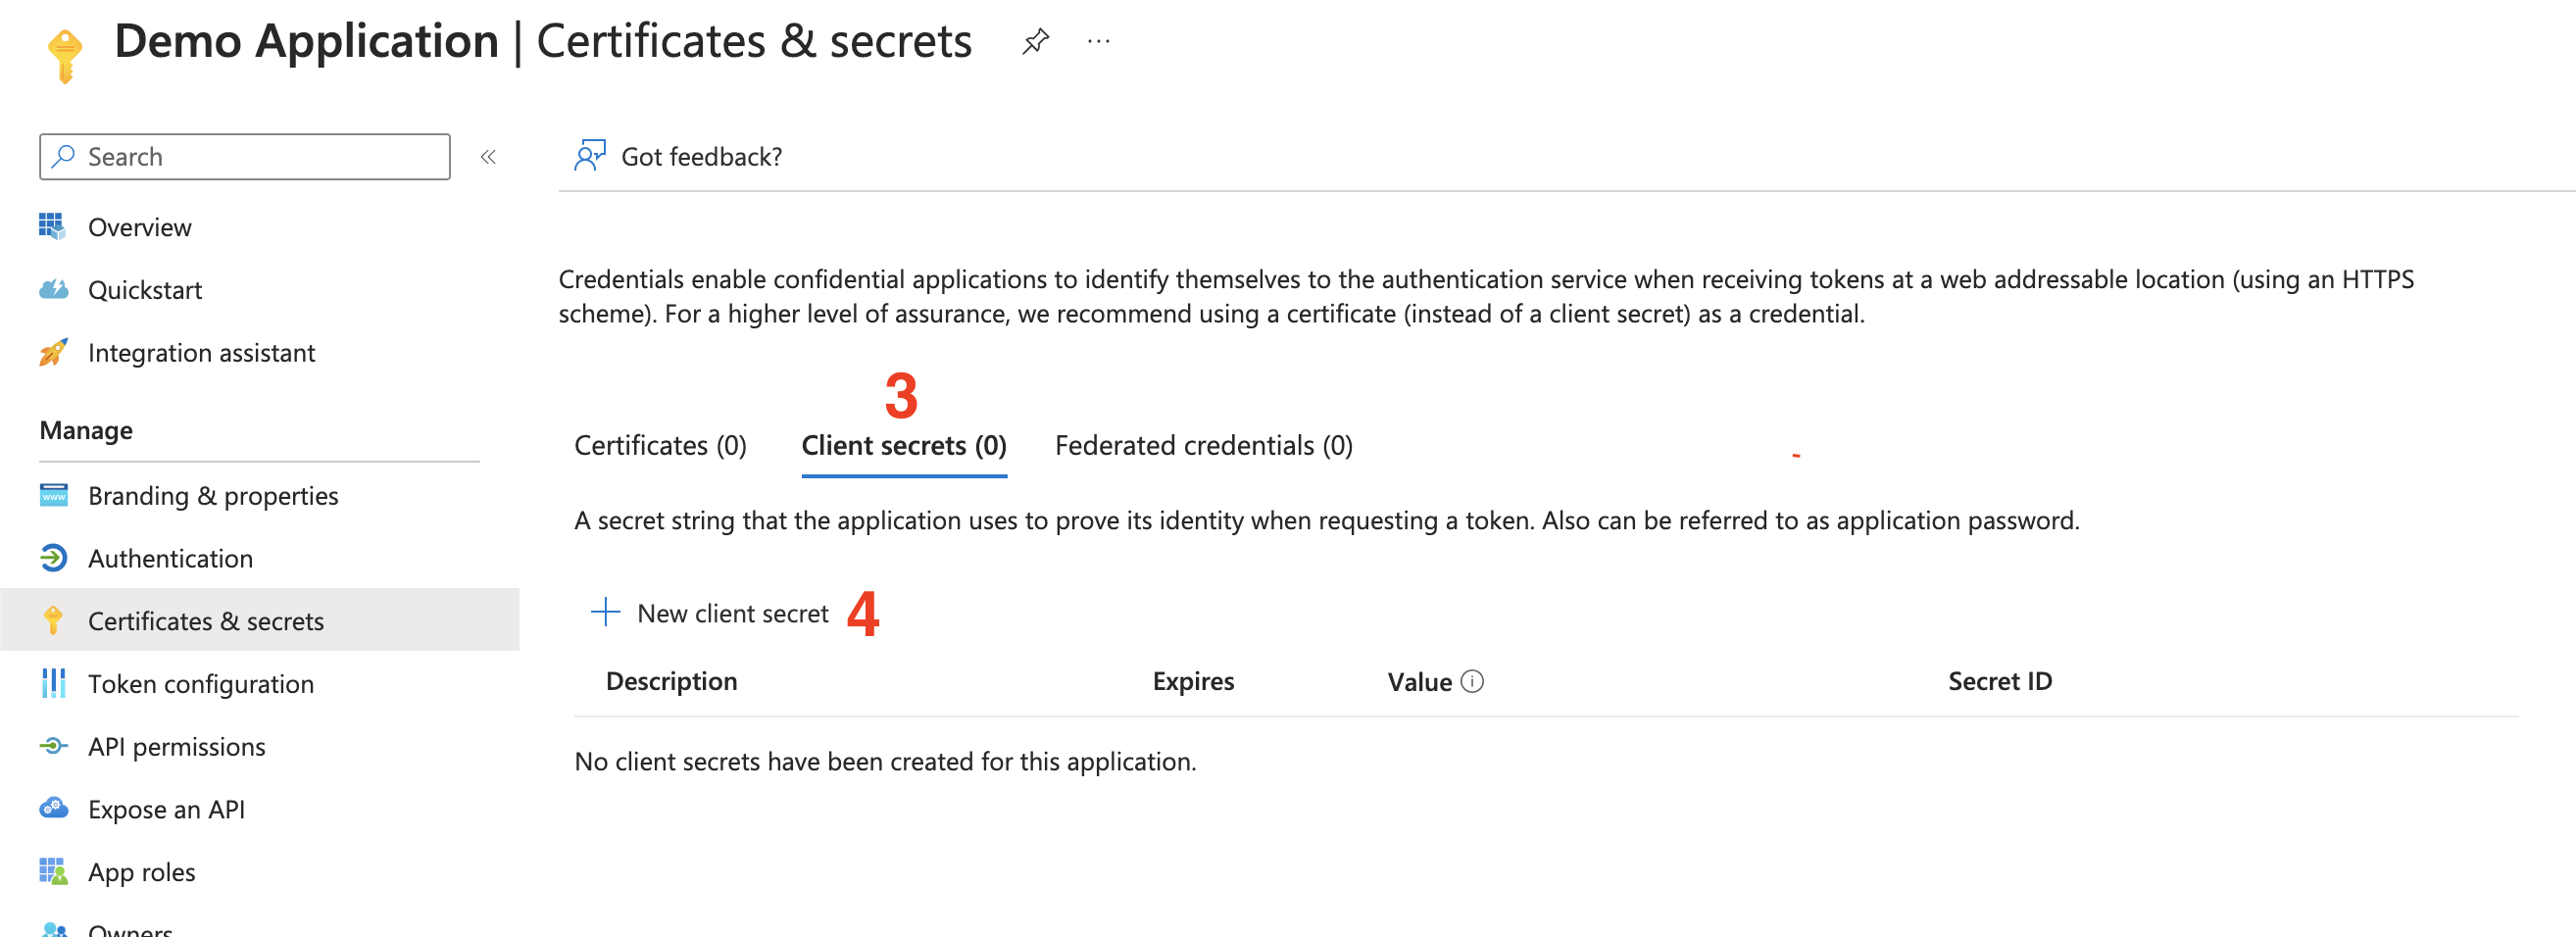 Demo Application | Certificates & secrets
Search
Got feedback?
Overview
Quickstart
Integration assistant
Manage
Branding & properties
Authentication
Certificates & secrets
Token configuration
API permissions
Expose an API
App roles
Owners
Credentials enable confidential applications to identify themselves to the authentication service when receiving tokens at a web addressable location (using an HTTPS
scheme). For a higher level of assurance, we recommend using a certificate (instead of a client secret) as a credential.
3
Certificates (0) Client secrets (0) Federated credentials (0)
A secret string that the application uses to prove its identity when requesting a token. Also can be referred to as application password.
New client secret 4
Description Expires Value Secret ID
No client secrets have been created for this application.